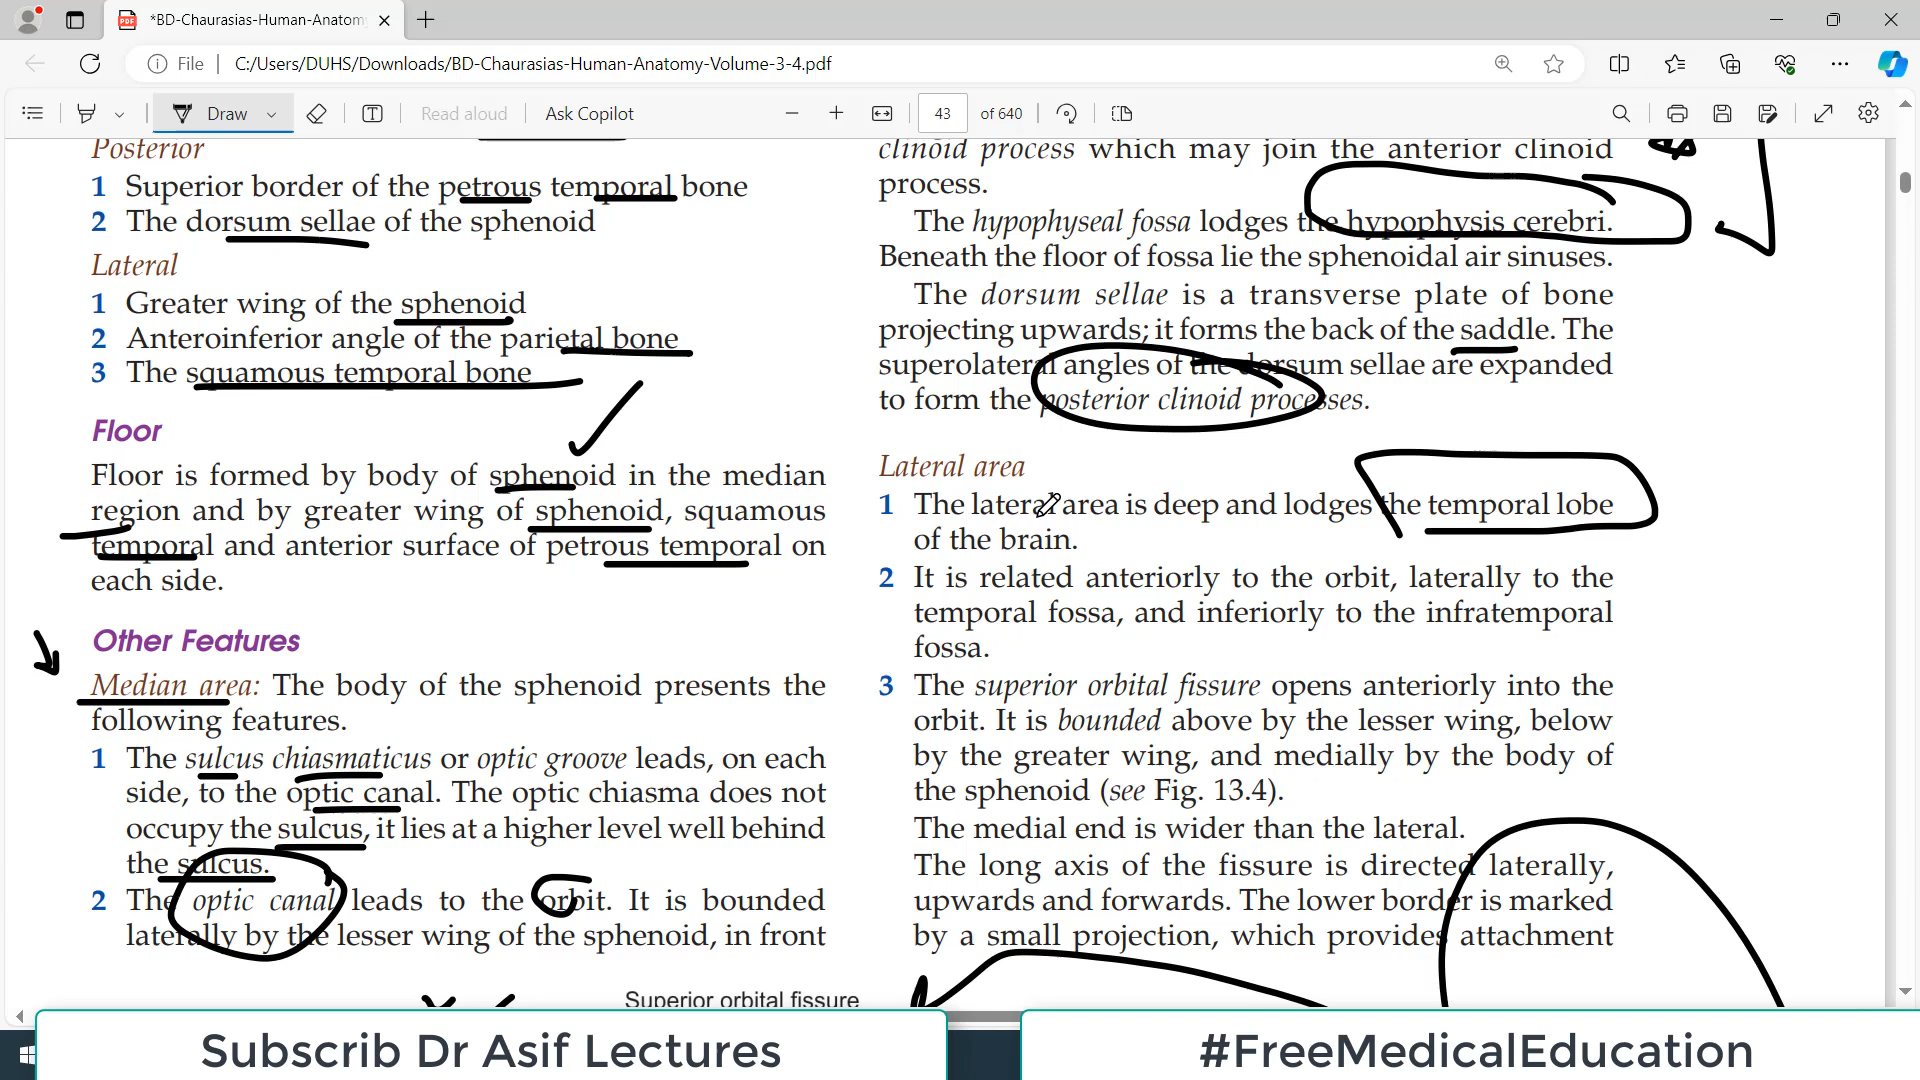 *BD-Chaurasias-Human-Anatom
File
C:/Users/DUHS/Downloads/BD-Chaurasias-Human-Anatomy-Volume-3-4.pdf
Draw
Read aloud
Ask Copilot
43
of 640
Posterior
1 Superior border of the petrous temporal bone
2 The dorsum sellae of the sphenoid
Lateral
1 Greater wing of the sphenoid
2 Anteroinferior angle of the parietal bone
3 The squamous temporal bone
Floor
Floor is formed by body of sphenoid in the median
region and by greater wing of sphenoid, squamous
temporal and anterior surface of petrous temporal on
each side.
Other Features
Median area: The body of the sphenoid presents the
following features.
1 The sulcus chiasmaticus or optic groove leads, on each
side, to the optic canal. The optic chiasma does not
occupy the sulcus, it lies at a higher level well behind
the sulcus.
2 The optic canal leads to the orbit. It is bounded
laterally by the lesser wing of the sphenoid, in front
Superior orbital fissure
clinoid process which may join the anterior clinoid
process.
The hypophyseal fossa lodges the hypophysis cerebri.
Beneath the floor of fossa lie the sphenoidal air sinuses.
The dorsum sellae is a transverse plate of bone
projecting upwards; it forms the back of the saddle. The
superolateral angles of the dorsum sellae are expanded
to form the posterior clinoid processes.
Lateral area
1 The lateral area is deep and lodges the temporal lobe
of the brain.
2 It is related anteriorly to the orbit, laterally to the
temporal fossa, and inferiorly to the infratemporal
fossa.
3 The superior orbital fissure opens anteriorly into the
orbit. It is bounded above by the lesser wing, below
by the greater wing, and medially by the body of
the sphenoid (see Fig. 13.4).
The medial end is wider than the lateral.
The long axis of the fissure is directed laterally,
upwards and forwards. The lower border is marked
by a small projection, which provides attachment
Subscrib Dr Asif Lectures
#FreeMedicalEducation